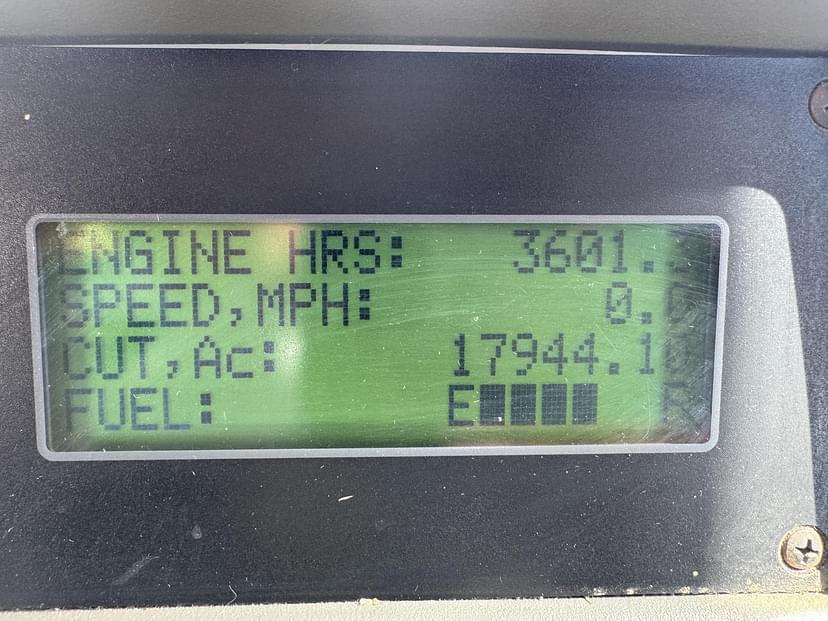 ENGINE HRS: 3601.
SPEED,MPH: 0.
CUT,Ac: 17944.1
FUEL: E